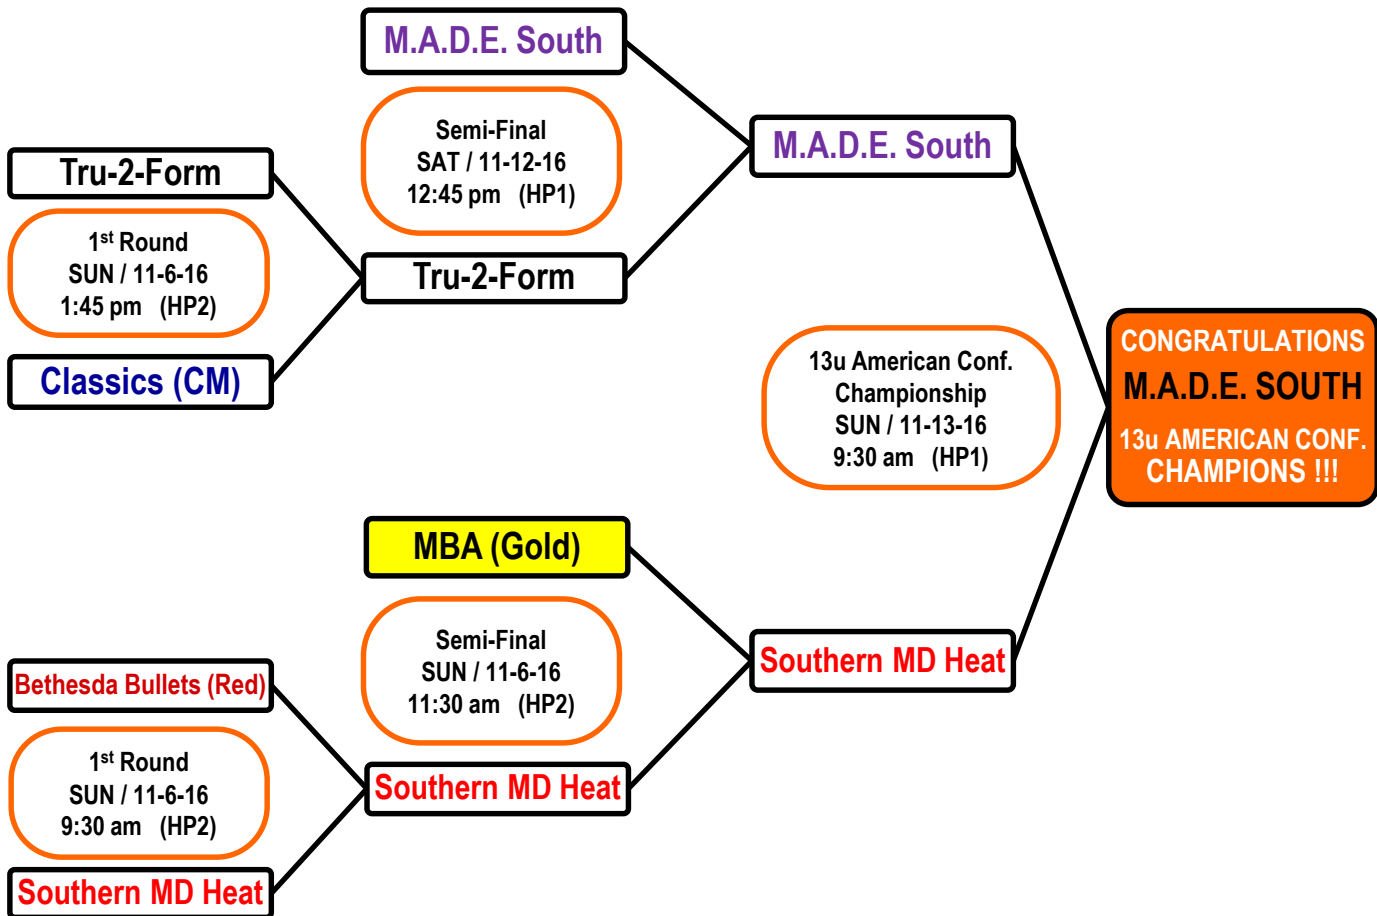 M.A.D.E. South
Semi-Final
SAT / 11-12-16
12:45 pm (HP1)
M.A.D.E. South
Tru-2-Form
1st Round
SUN / 11-6-16
1:45 pm (HP2)
Tru-2-Form
Classics (CM)
13u American Conf.
Championship
SUN / 11-13-16
9:30 am (HP1)
CONGRATULATIONS
M.A.D.E. SOUTH
13u AMERICAN CONF.
CHAMPIONS !!!
MBA (Gold)
Semi-Final
SUN / 11-6-16
11:30 am (HP2)
Southern MD Heat
Bethesda Bullets (Red)
1st Round
SUN / 11-6-16
9:30 am (HP2)
Southern MD Heat
Southern MD Heat